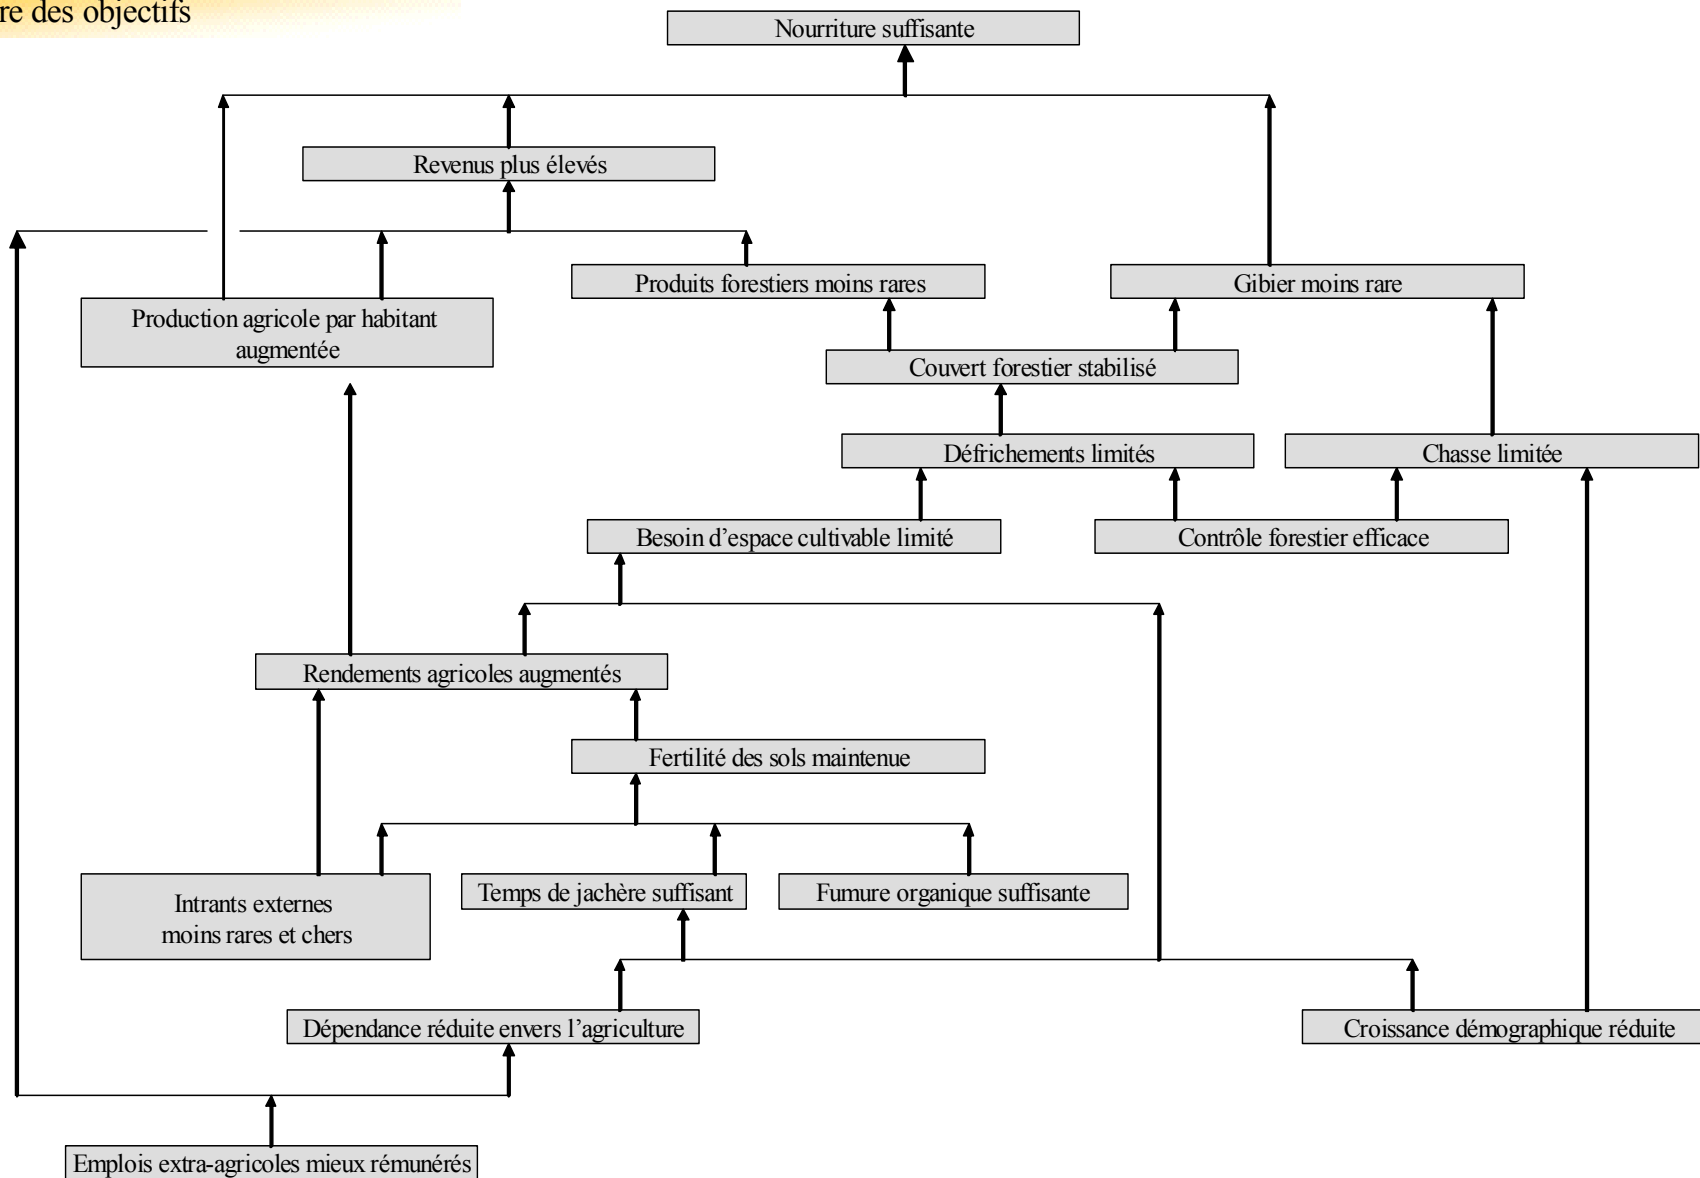 re des objectifs
Nourriture suffisante
Revenus plus élevés
Produits forestiers moins rares
Gibier moins rare
Production agricole par habitant
augmentée
Couvert forestier stabilisé
Défrichements limités
Chasse limitée
Besoin d’espace cultivable limité
Contrôle forestier efficace
Rendements agricoles augmentés
Fertilité des sols maintenue
Intrants externes
moins rares et chers
Temps de jachère suffisant
Fumure organique suffisante
Dépendance réduite envers l’agriculture
Croissance démographique réduite
Emplois extra-agricoles mieux rémunérés